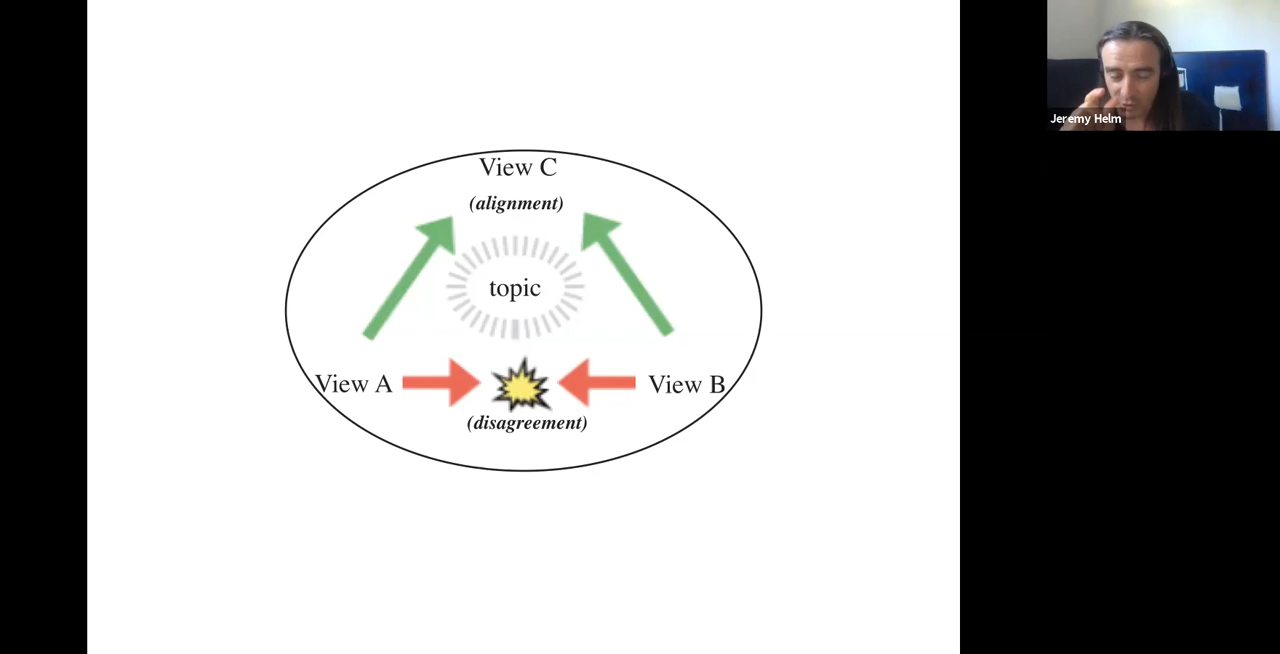 Jeremy Helm
View C
(alignment)
topic
View A
View B
(disagreement)